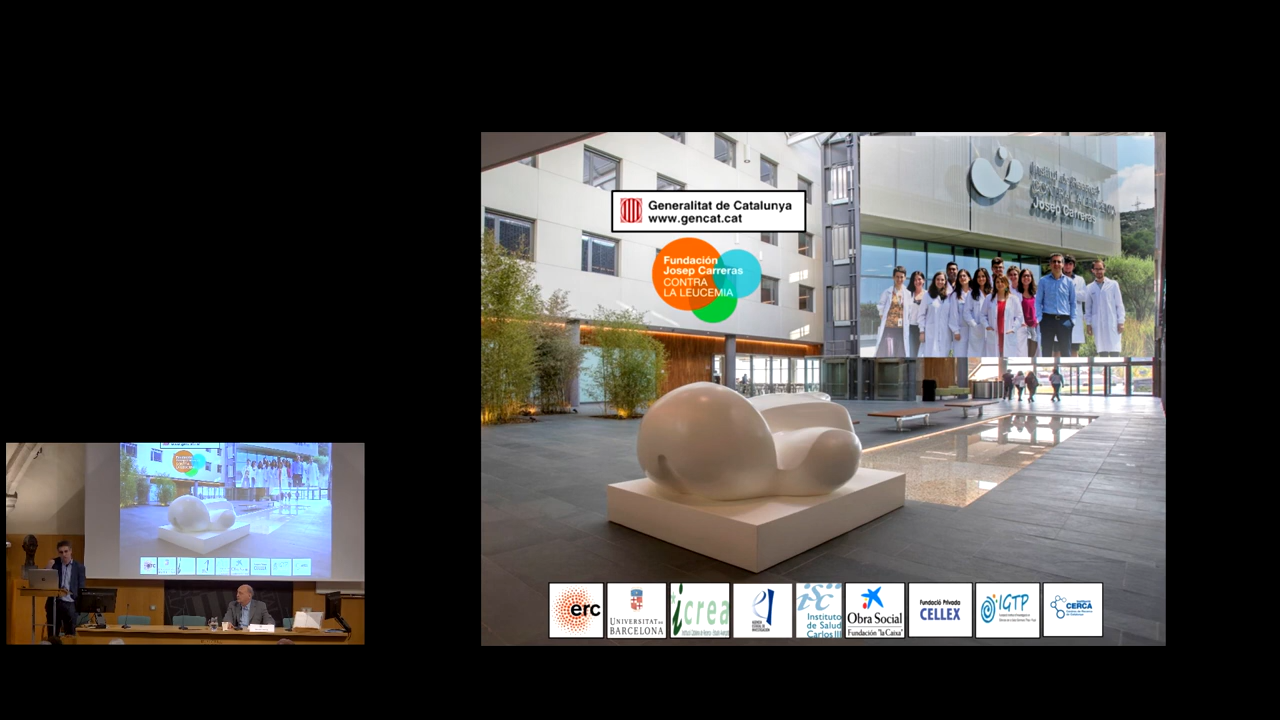 Generalitat de Catalunya
www.gencat.cat
Fundación
Josep Carreras
CONTRA
LA LEUCEMIA
Josep Carreras
erc
UNIVERSITAT DE
BARCELONA
icrea
isc
Instituto
de Salud
Carlos III
Obra Social
Fundación "la Caixa"
Fundació Privada
CELLEX
IGTP
CERCA